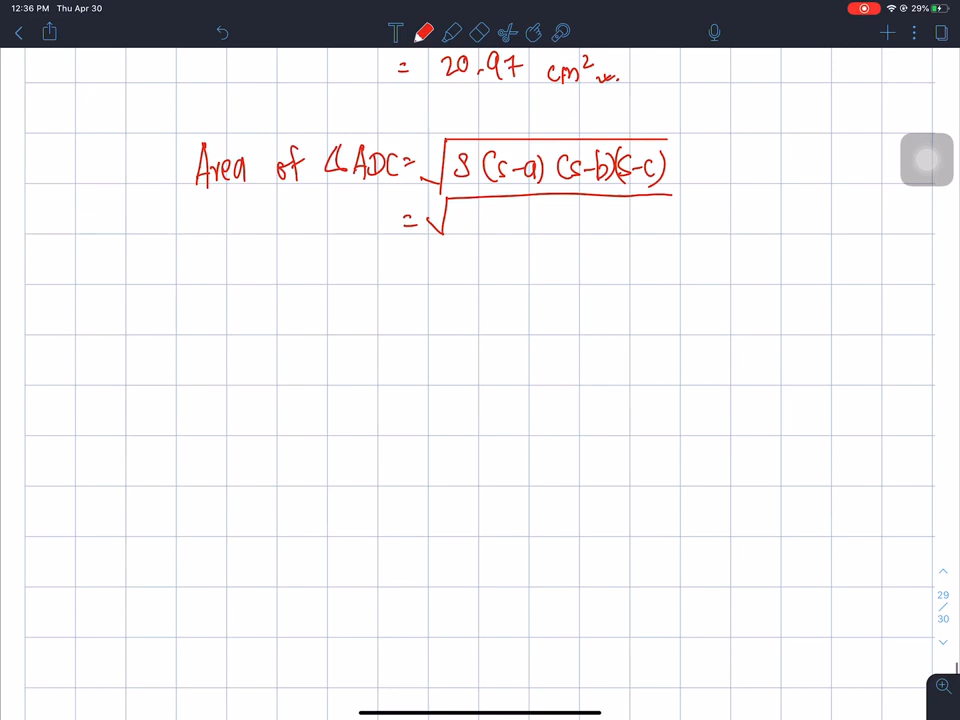 12:36 PM Thu Apr 30
29%
T
= 20.97 cm²
Area of △ADC = √S(s-a)(s-b)(s-c)
= √
29
/
30